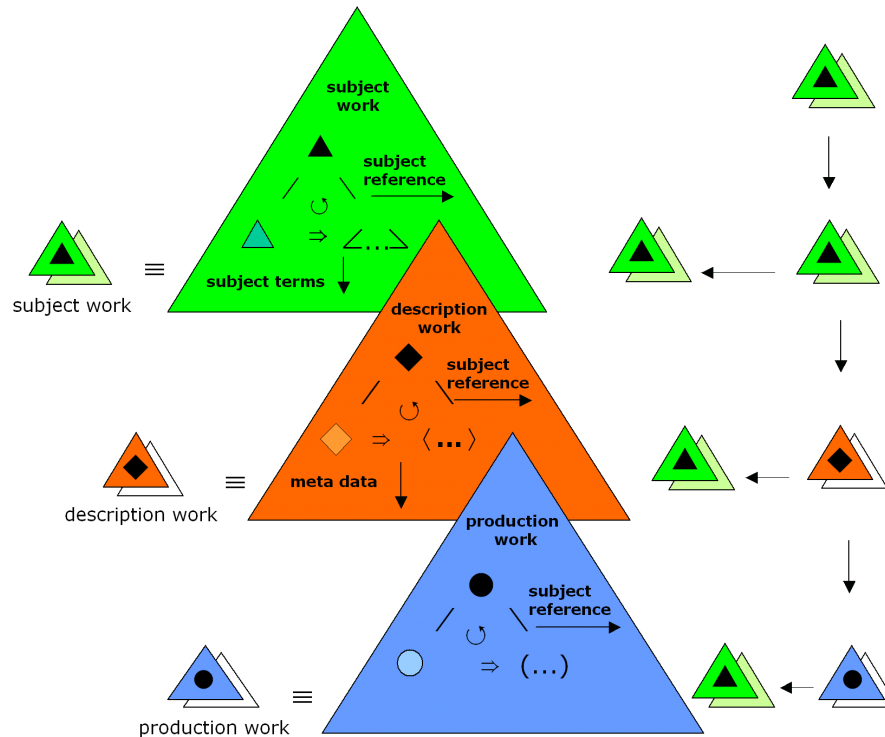 subject
work
subject
reference
⇒ <...>
subject terms
≡
subject work
description
work
subject
reference
⇒ ⟨...⟩
meta data
≡
description work
production
work
subject
reference
⇒ (...)
≡
production work